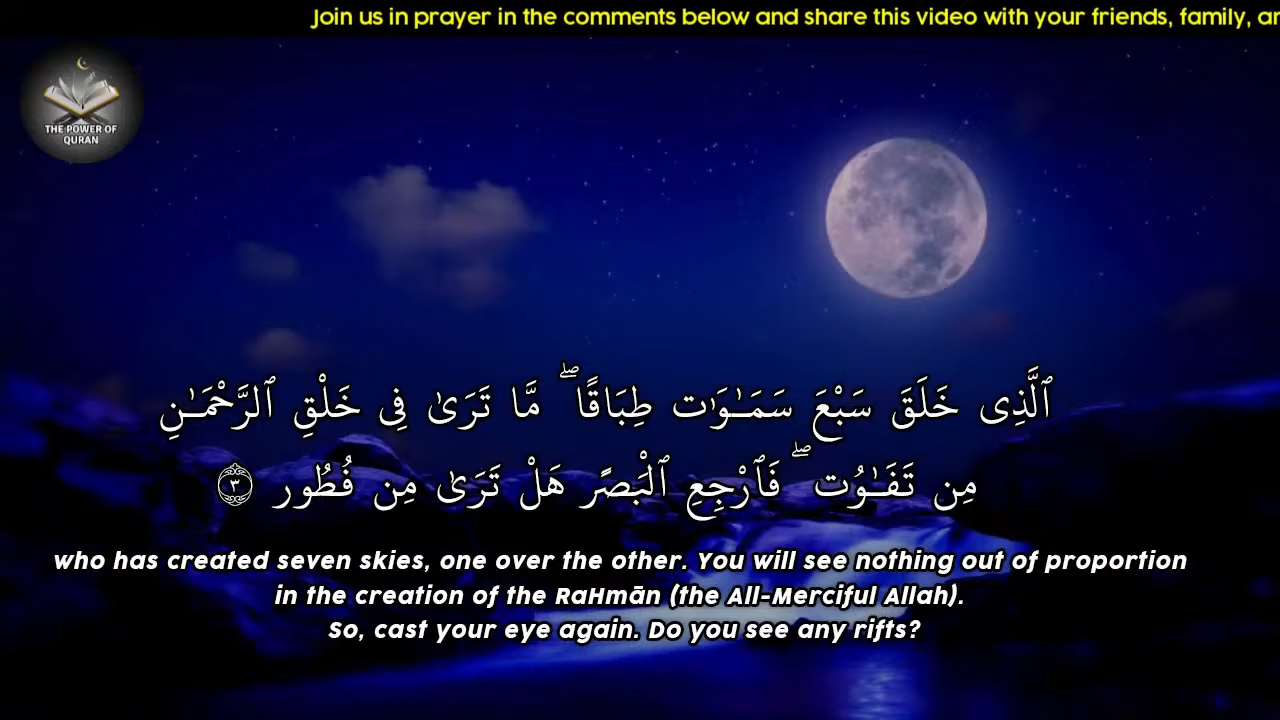 Join us in prayer in the comments below and share this video with your friends, family, an
THE POWER OF
QURAN
ٱلَّذِى خَلَقَ سَبْعَ سَمَـٰوَٰت طِبَاقًا ۖ مَّا تَرَىٰ فِى خَلْقِ ٱلرَّحْمَـٰنِ
مِن تَفَـٰوُت ۖ فَٱرْجِعِ ٱلْبَصَرَ هَلْ تَرَىٰ مِن فُطُور ٣
who has created seven skies, one over the other. You will see nothing out of proportion
in the creation of the RaHmān (the All-Merciful Allah).
So, cast your eye again. Do you see any rifts?